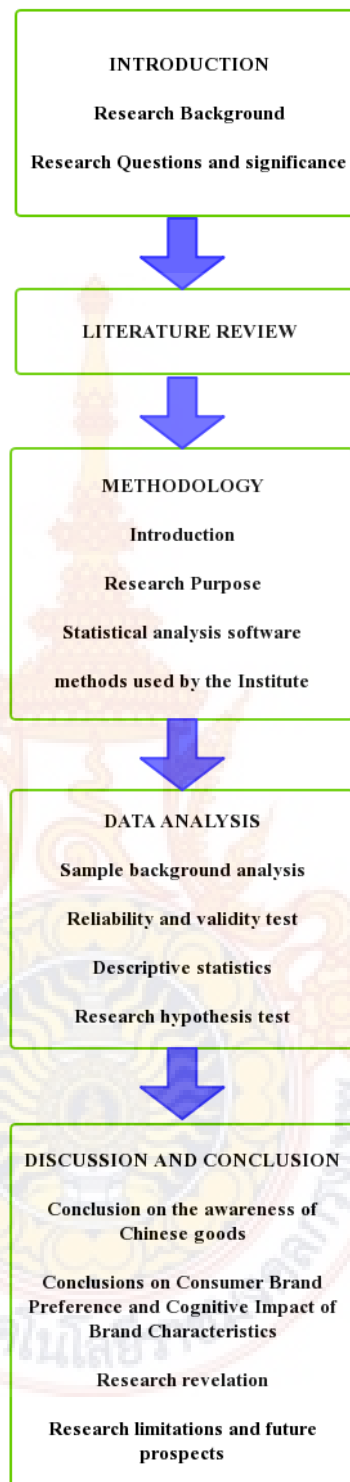 INTRODUCTION
Research Background
Research Questions and significance
LITERATURE REVIEW
METHODOLOGY
Introduction
Research Purpose
Statistical analysis software
methods used by the Institute
DATA ANALYSIS
Sample background analysis
Reliability and validity test
Descriptive statistics
Research hypothesis test
DISCUSSION AND CONCLUSION
Conclusion on the awareness of
Chinese goods
Conclusions on Consumer Brand
Preference and Cognitive Impact of
Brand Characteristics
Research revelation
Research limitations and future
prospects